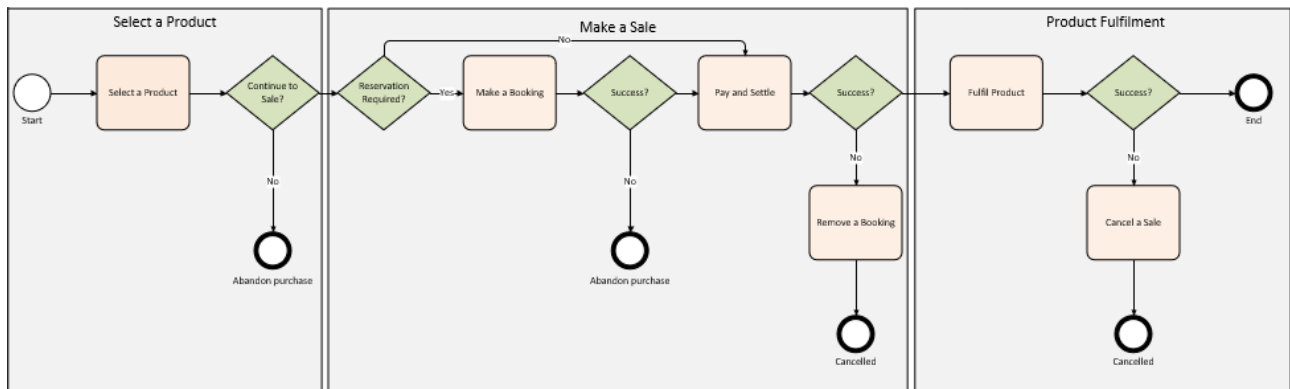 Select a Product
Make a Sale
Product Fulfilment
No
Select a Product
Continue to
Sale?
Reservation
Required?
Yes
Make a Booking
Success?
Pay and Settle
Success?
Fulfil Product
Success?
Start
End
No
No
No
No
Remove a Booking
Cancel a Sale
Abandon purchase
Abandon purchase
Cancelled
Cancelled